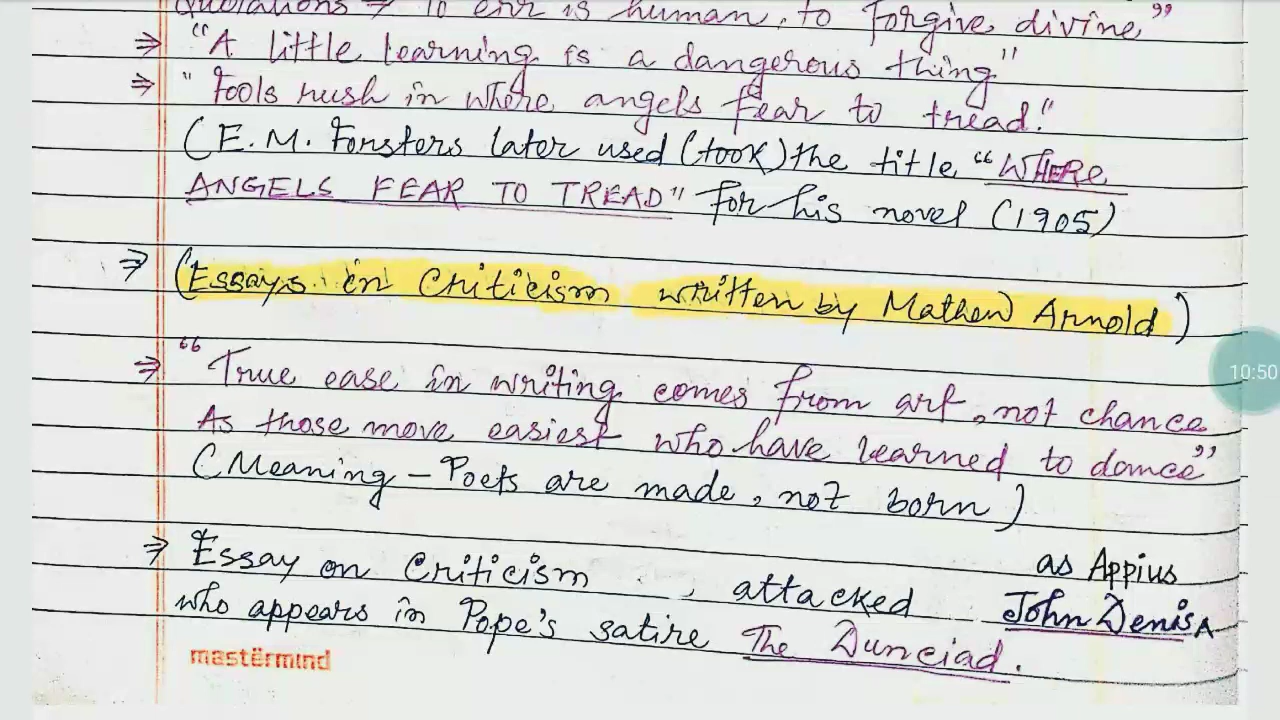 Quotations ⇒ "To err is human, to forgive, divine"
⇒ "A little learning is a dangerous thing"
⇒ "Fools rush in where angels fear to tread."
(E.M. Forsters later used (took) the title "WHERE
ANGELS FEAR TO TREAD" for his novel (1905)
⇒ (Essays in Criticism written by Mathew Arnold)
10:50
⇒ "True ease in writing comes from art, not chance
As those move easiest who have learned to dance"
(Meaning - Poets are made, not born)
as Appius
⇒ Essay on Criticism, attacked John Denis ʌ
who appears in Pope's satire The Dunciad.
mastërmind